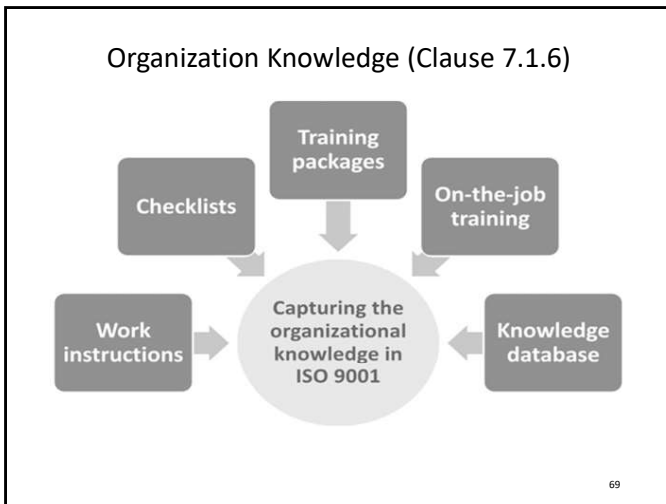 Organization Knowledge (Clause 7.1.6)
Training
packages
Checklists
On-the-job
training
Work
instructions
Capturing the
organizational
knowledge in
ISO 9001
Knowledge
database
69